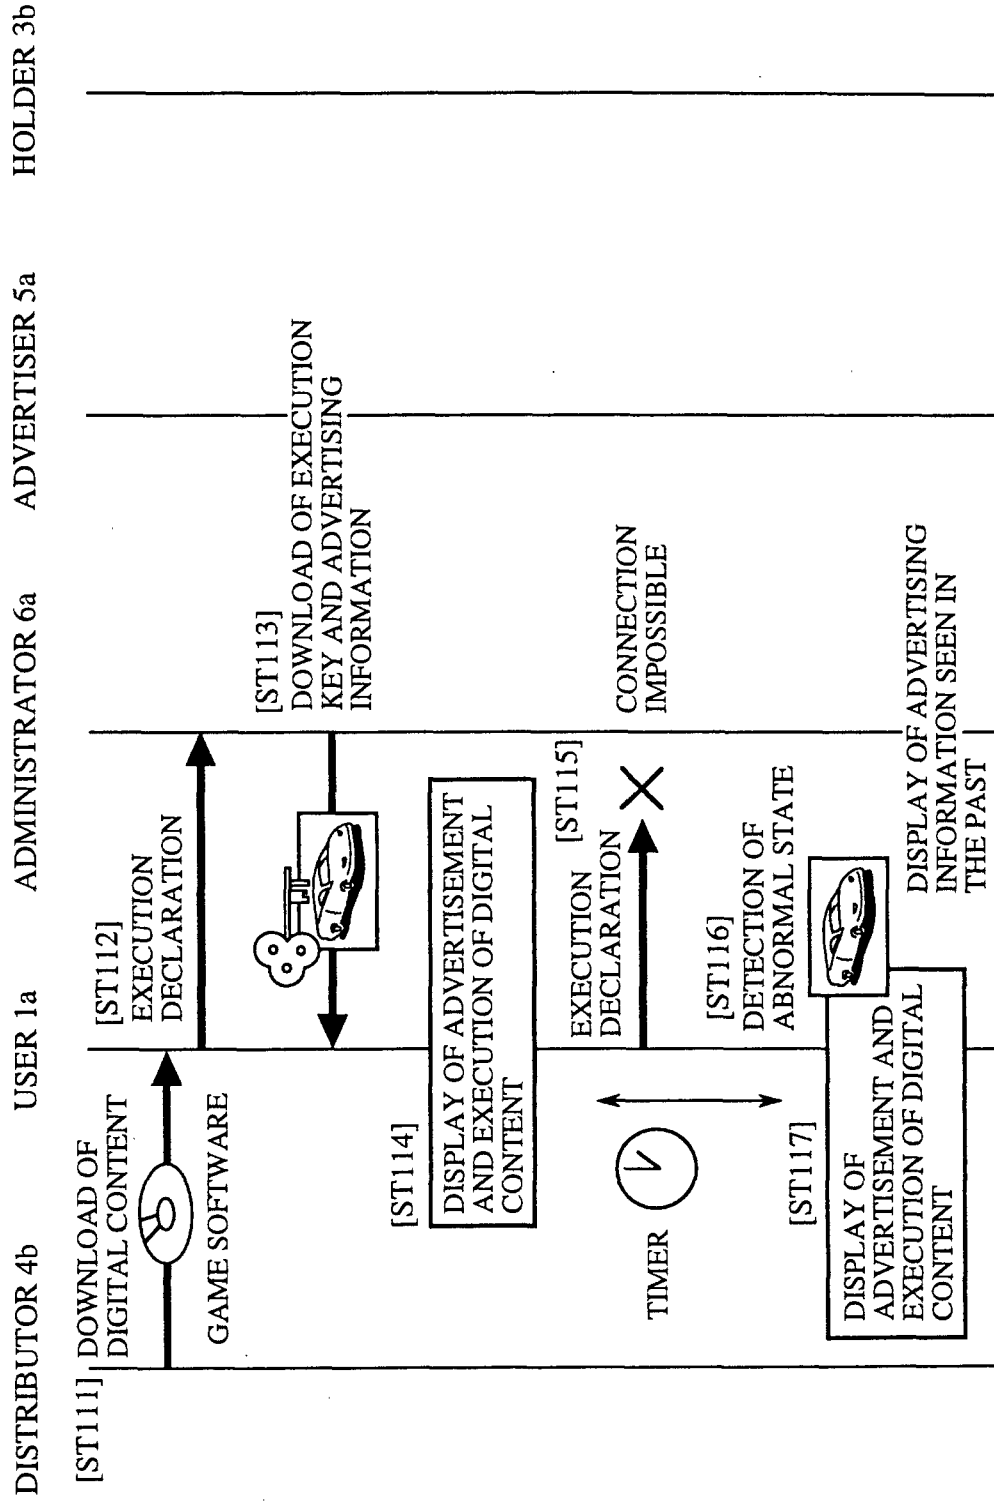 DISTRIBUTOR 4b
USER 1a
ADMINISTRATOR 6a
ADVERTISER 5a
HOLDER 3b
[ST111]
DOWNLOAD OF
DIGITAL CONTENT
GAME SOFTWARE
[ST112]
EXECUTION
DECLARATION
[ST113]
DOWNLOAD OF EXECUTION
KEY AND ADVERTISING
INFORMATION
[ST114]
DISPLAY OF ADVERTISEMENT
AND EXECUTION OF DIGITAL
CONTENT
[ST115]
EXECUTION
DECLARATION
CONNECTION
IMPOSSIBLE
TIMER
[ST116]
DETECTION OF
ABNORMAL STATE
[ST117]
DISPLAY OF
ADVERTISEMENT AND
EXECUTION OF DIGITAL
CONTENT
DISPLAY OF ADVERTISING
INFORMATION SEEN IN
THE PAST